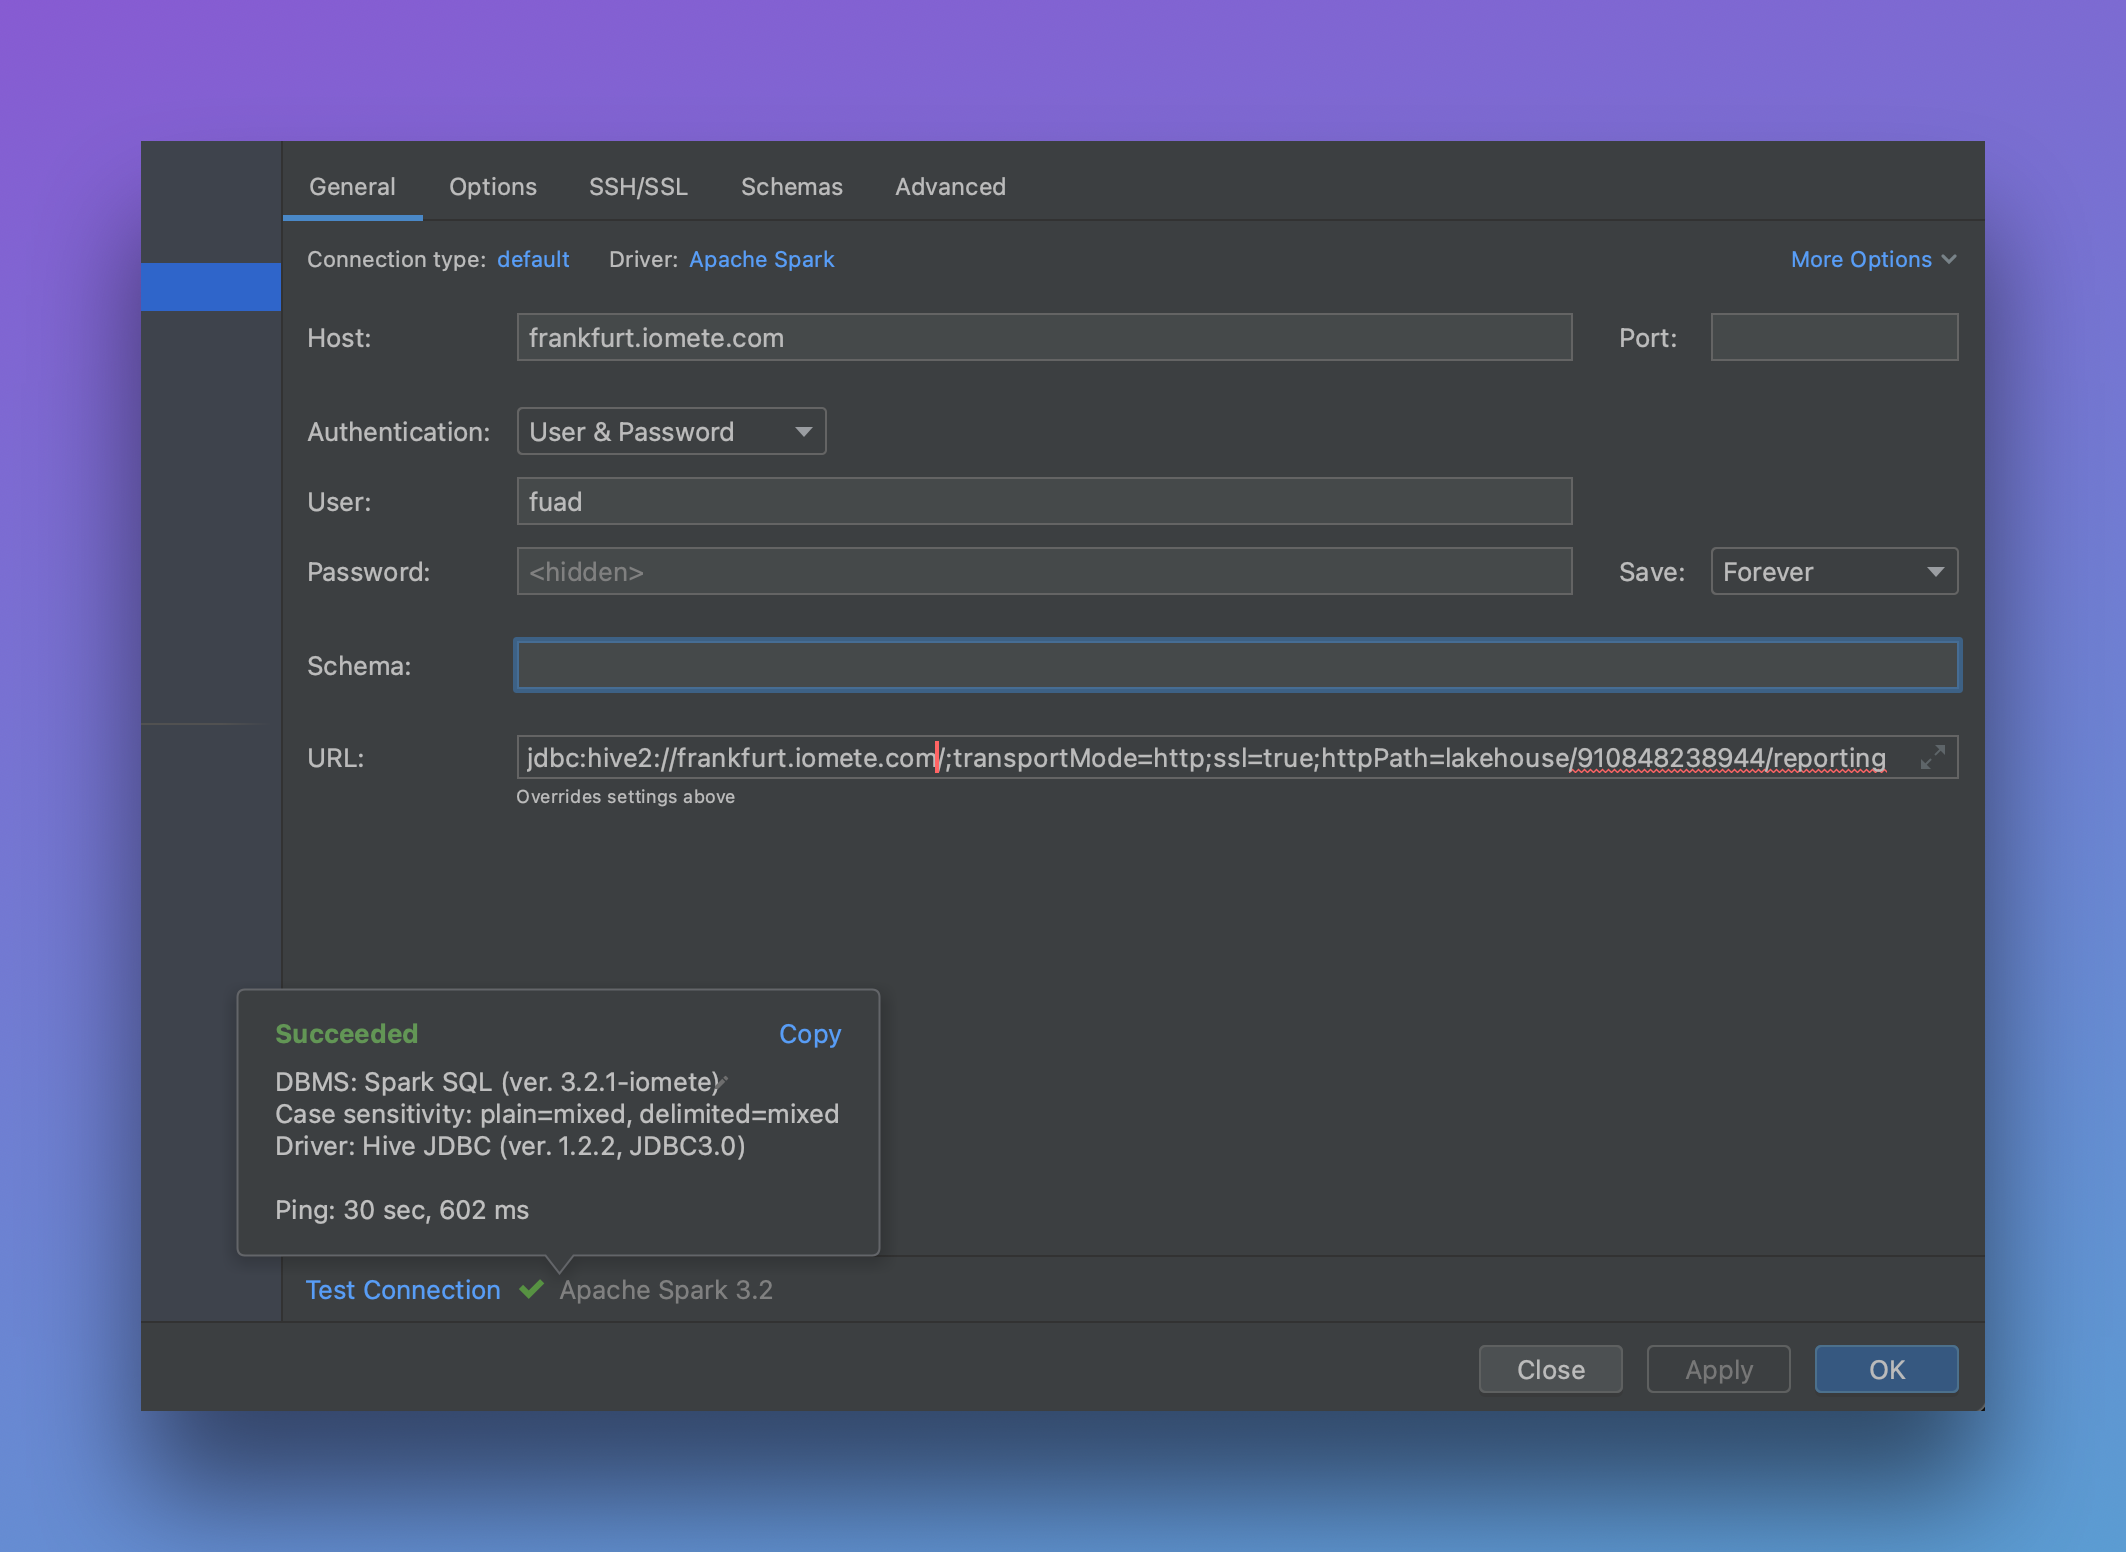 General Options SSH/SSL Schemas Advanced
Connection type: default Driver: Apache Spark More Options
Host: frankfurt.iomete.com Port:
Authentication: User & Password
User: fuad
Password: <hidden> Save: Forever
Schema:
URL: jdbc:hive2://frankfurt.iomete.com/;transportMode=http;ssl=true;httpPath=lakehouse/910848238944/reporting
Overrides settings above
Succeeded Copy
DBMS: Spark SQL (ver. 3.2.1-iomete)
Case sensitivity: plain=mixed, delimited=mixed
Driver: Hive JDBC (ver. 1.2.2, JDBC3.0)
Ping: 30 sec, 602 ms
Test Connection Apache Spark 3.2
Close Apply OK